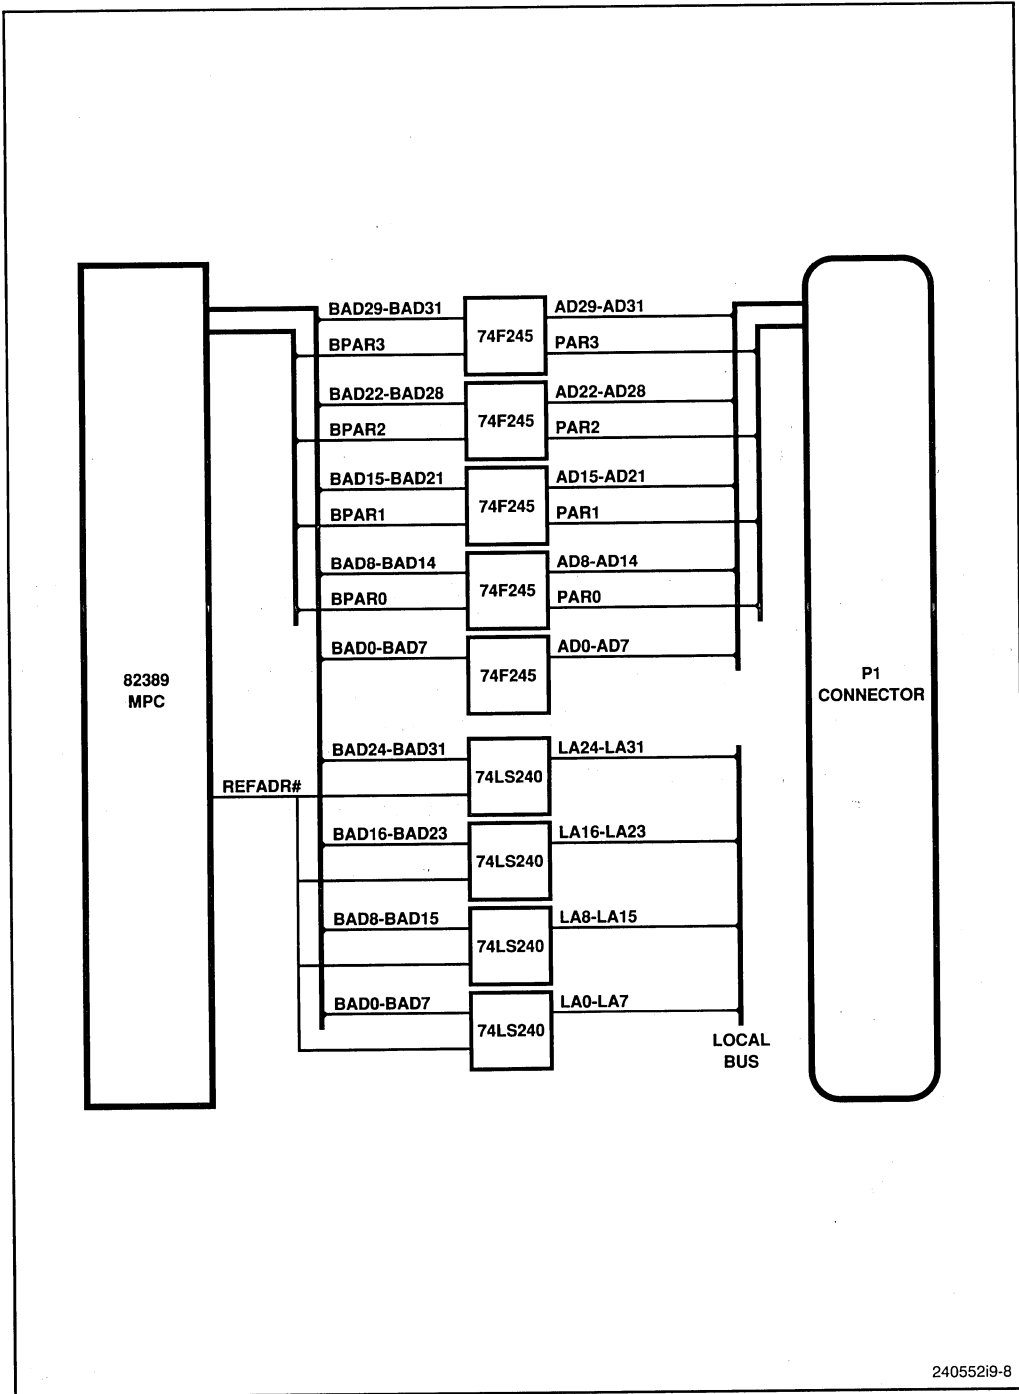 BAD29-BAD31
AD29-AD31
74F245
BPAR3
PAR3
BAD22-BAD28
AD22-AD28
74F245
BPAR2
PAR2
BAD15-BAD21
AD15-AD21
74F245
BPAR1
PAR1
BAD8-BAD14
AD8-AD14
74F245
BPAR0
PAR0
BAD0-BAD7
AD0-AD7
74F245
82389
MPC
P1
CONNECTOR
BAD24-BAD31
LA24-LA31
74LS240
REFADR#
BAD16-BAD23
LA16-LA23
74LS240
BAD8-BAD15
LA8-LA15
74LS240
BAD0-BAD7
LA0-LA7
74LS240
LOCAL
BUS
240552i9-8